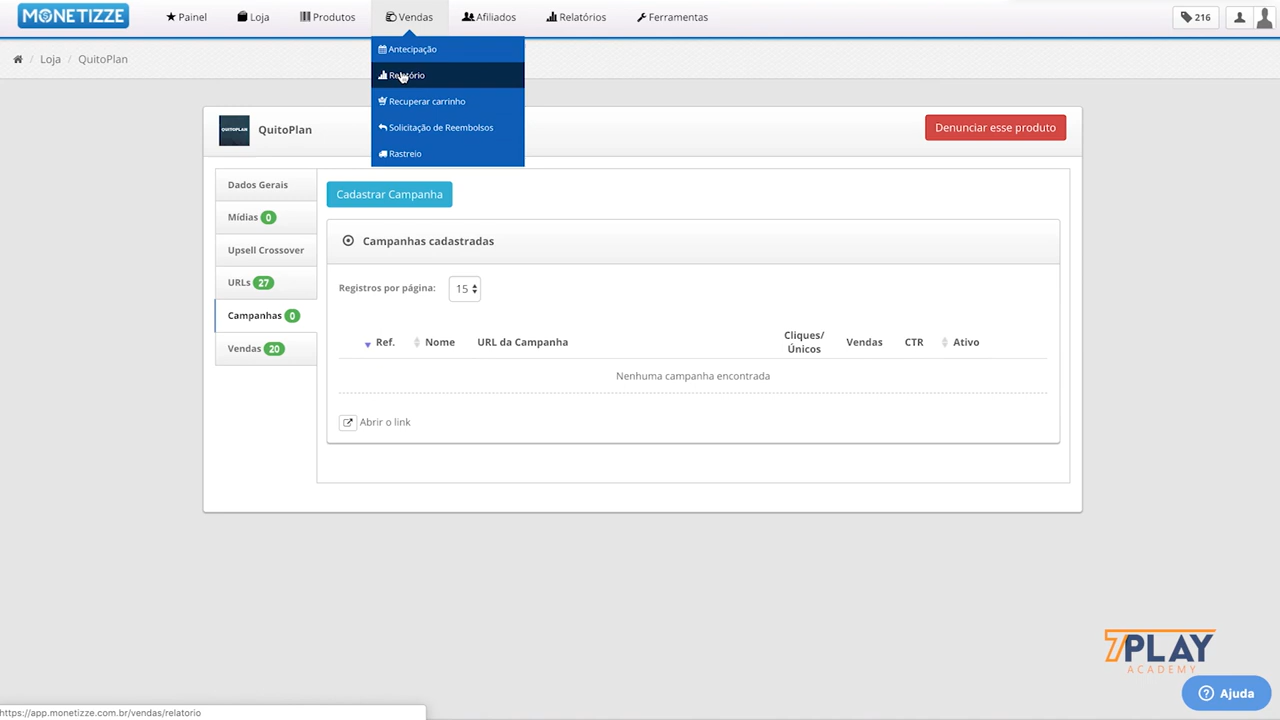 MONETIZZE
Painel
Loja
Produtos
Vendas
Afiliados
Relatórios
Ferramentas
216
Antecipação
Relatório
Recuperar carrinho
Solicitação de Reembolsos
Rastreio
/ Loja / QuitoPlan
QUITOPLAN
QuitoPlan
Denunciar esse produto
Dados Gerais
Mídias 0
Upsell Crossover
URLs 27
Campanhas 0
Vendas 20
Cadastrar Campanha
Campanhas cadastradas
Registros por página: 15
Ref. Nome URL da Campanha Cliques/ Únicos Vendas CTR Ativo
Nenhuma campanha encontrada
Abrir o link
7PLAY
ACADEMY
Ajuda
https://app.monetizze.com.br/vendas/relatorio